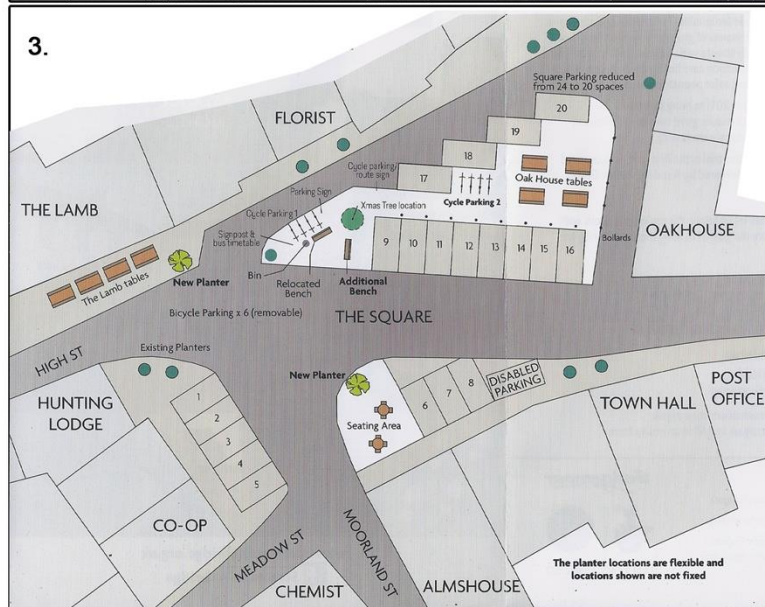 3.
Square Parking reduced
from 24 to 20 spaces
20
FLORIST
19
18
Cycle parking/
route sign
Oak House tables
Parking Sign
17
Cycle Parking 2
THE LAMB
Cycle Parking 1
Xmas Tree location
Signpost &
bus timetable
OAKHOUSE
9
10
11
12
13
14
15
16
Bollards
Bin
Relocated
Bench
Additional
Bench
The Lamb tables
New Planter
Bicycle Parking x 6 (removable)
THE SQUARE
HIGH ST
Existing Planters
New Planter
DISABLED
PARKING
HUNTING
LODGE
1
2
3
4
5
6
7
8
Seating Area
TOWN HALL
POST
OFFICE
CO-OP
MEADOW ST
MOORLAND ST
The planter locations are flexible and
locations shown are not fixed
CHEMIST
ALMSHOUSE